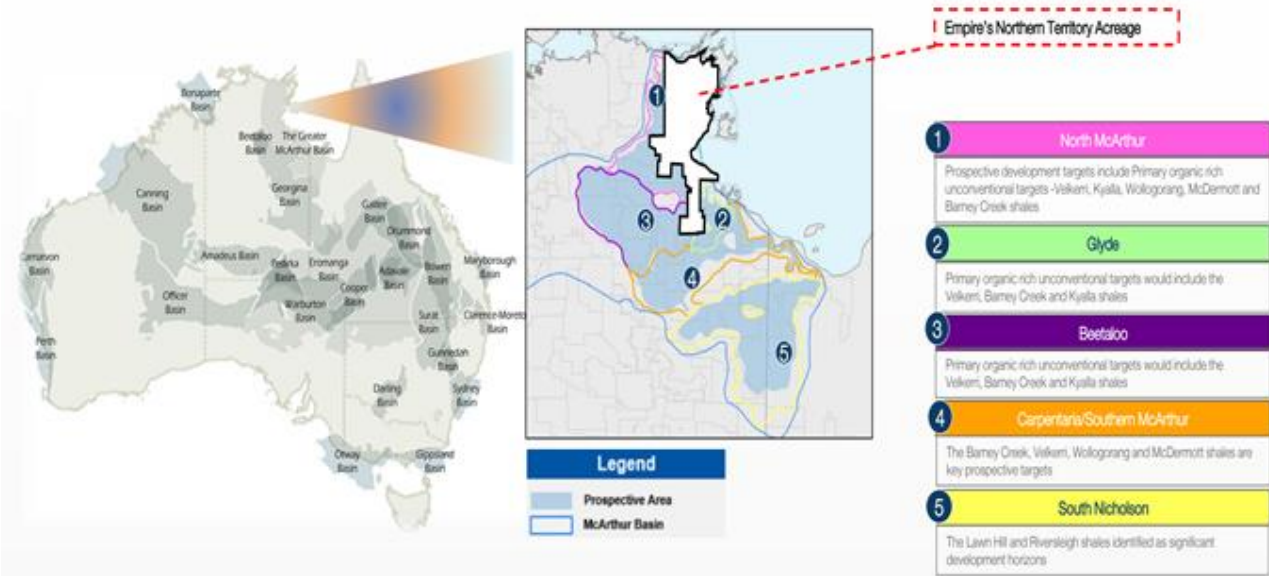 Empire's Northern Territory Acreage
Bonaparte
Basin
Beetaloo
Basin
The Greater
McArthur Basin
Canning
Basin
Georgina
Basin
Galilee
Basin
Drummond
Basin
Carnarvon
Basin
Amadeus Basin
Pedirka
Basin
Eromanga
Basin
Cooper
Basin
Adavale
Basin
Bowen
Basin
Maryborough
Basin
Officer
Basin
Warburton
Basin
Surat
Basin
Clarence-Moreto
Basin
Perth
Basin
Gunnedah
Basin
Darling
Basin
Sydney
Basin
Otway
Basin
Gippsland
Basin
1
2
3
4
5
Legend
Prospective Area
McArthur Basin
1
North McArthur
Prospective development targets include Primary organic rich
unconventional targets -Velkerri, Kyalla, Wollogorang, McDermott and
Barney Creek shales
2
Glyde
Primary organic rich unconventional targets would include the
Velkerri, Barney Creek and Kyalla shales
3
Beetaloo
Primary organic rich unconventional targets would include the
Velkerri, Barney Creek and Kyalla shales
4
Carpentaria/Southern McArthur
The Barney Creek, Velkerri, Wollogorang and McDermott shales are
key prospective targets
5
South Nicholson
The Lawn Hill and Riversleigh shales identified as significant
development horizons